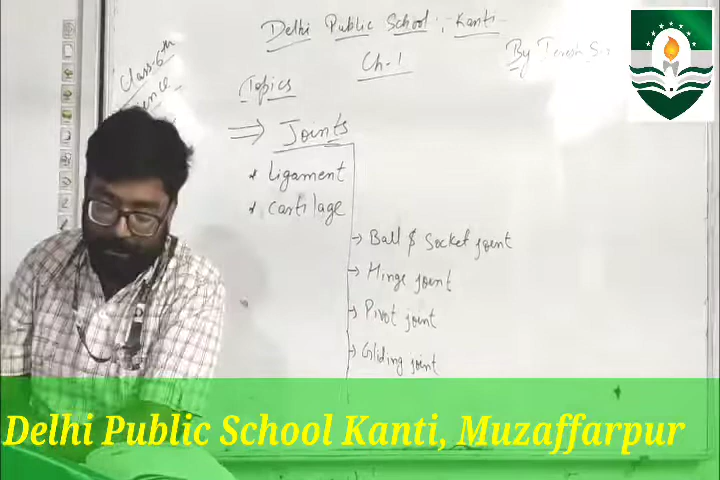 Delhi Public School, Kanti
Ch-1
By
Class-6th
Topics
⇒ Joints
* Ligament
* Cartilage
→ Ball & Socket joint
→ Hinge joint
→ Pivot joint
→ Gliding joint
Delhi Public School Kanti, Muzaffarpur